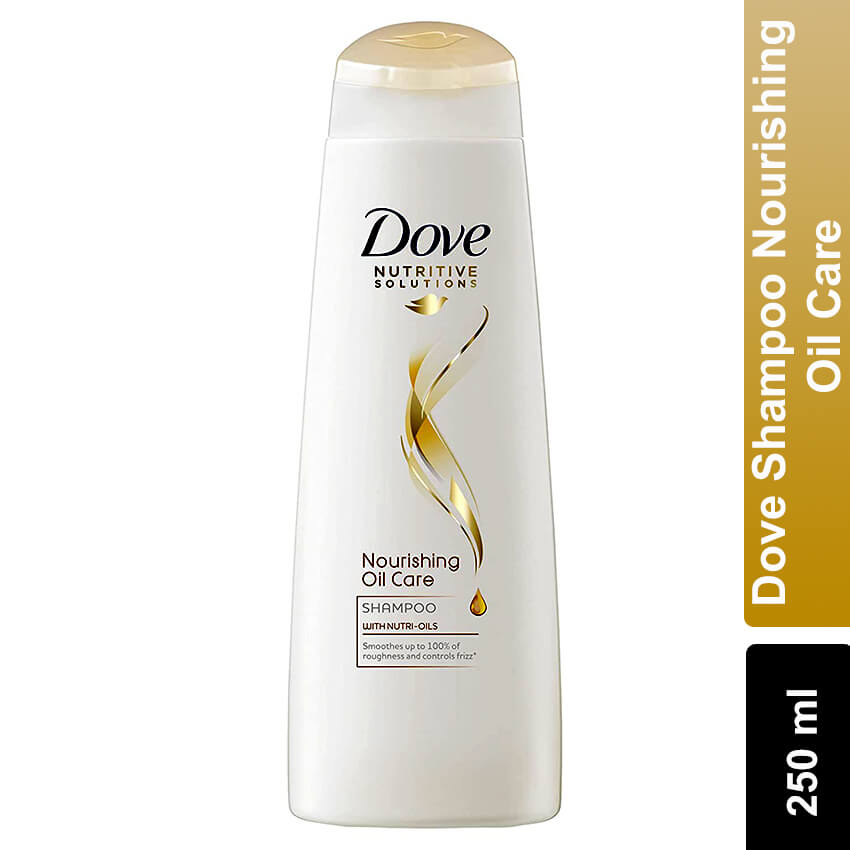 Dove
NUTRITIVE
SOLUTIONS
Nourishing
Oil Care
SHAMPOO
WITH NUTRI-OILS
Smoothes up to 100% of
roughness and controls frizz*
Dove Shampoo Nourishing
Oil Care
250 ml